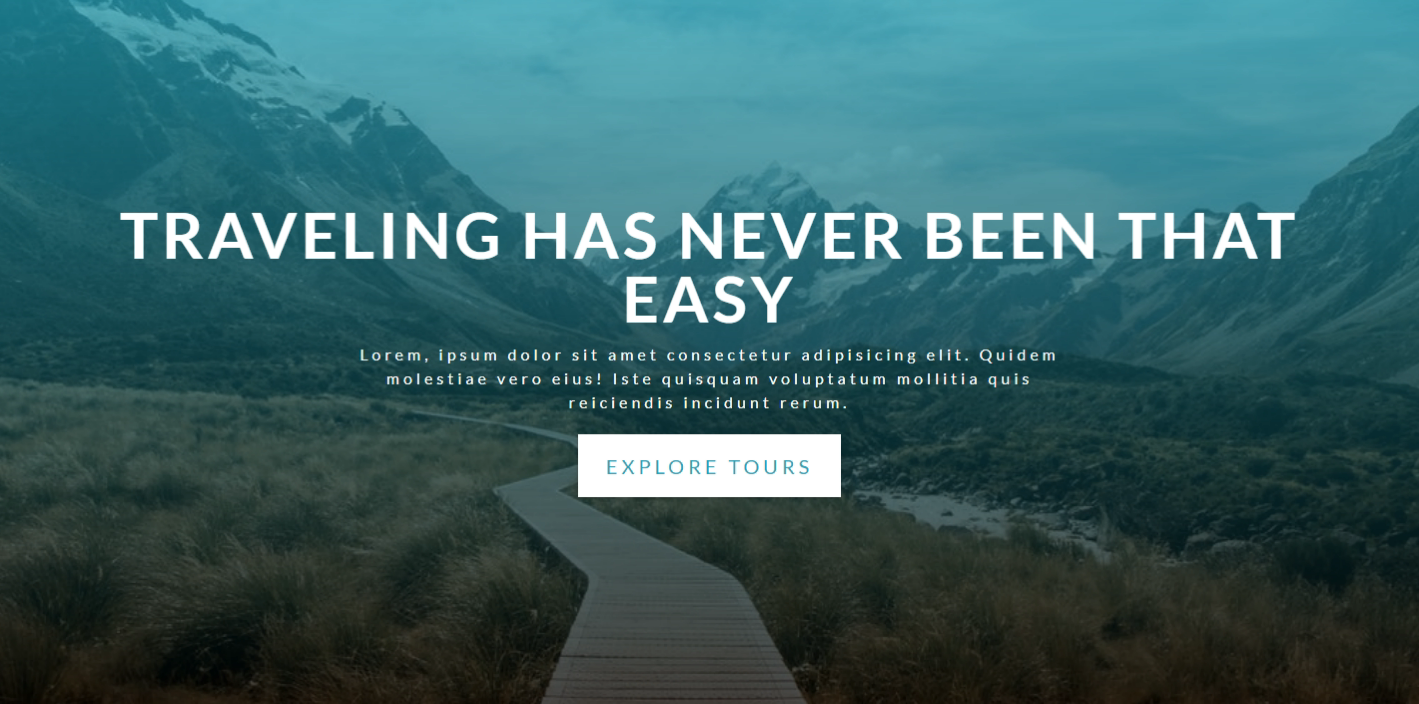 TRAVELING HAS NEVER BEEN THAT
EASY
Lorem, ipsum dolor sit amet consectetur adipisicing elit. Quidem
molestiae vero eius! Iste quisquam voluptatum mollitia quis
reiciendis incidunt rerum.
EXPLORE TOURS